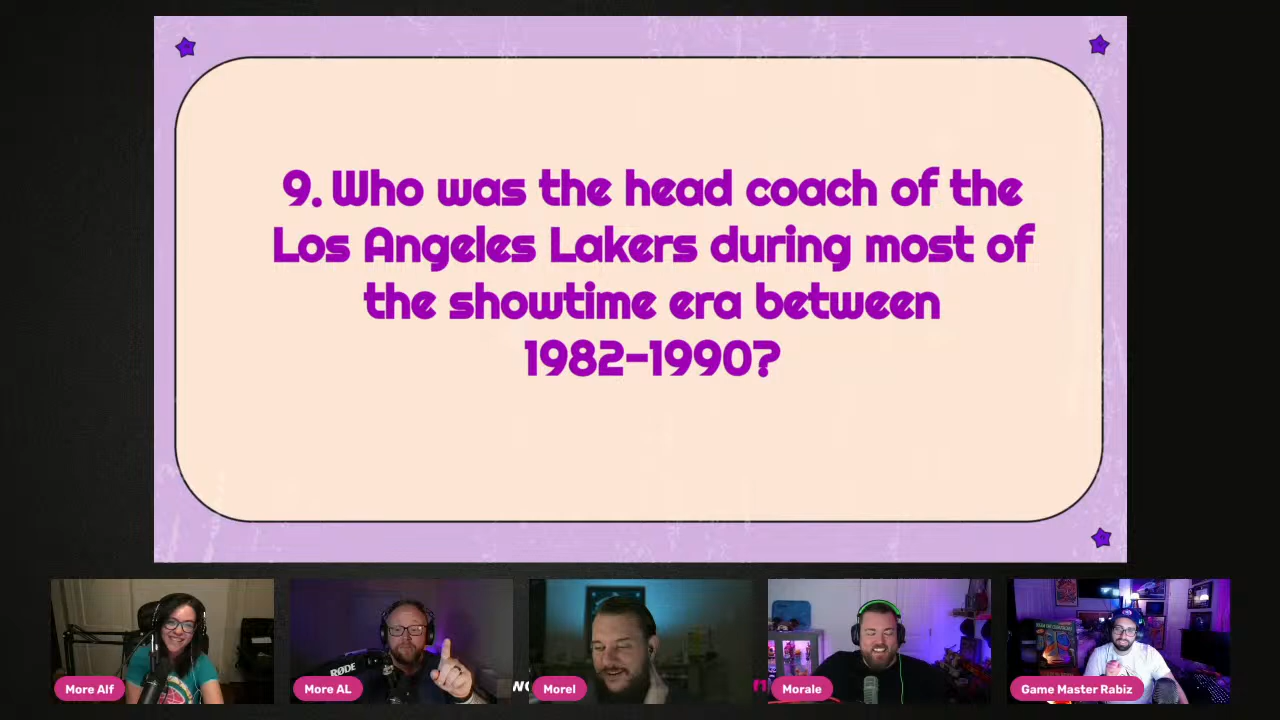 9. Who was the head coach of the
Los Angeles Lakers during most of
the showtime era between
1982-1990?
RØDE
More Alf
More AL
Morel
Morale
Game Master Rabiz